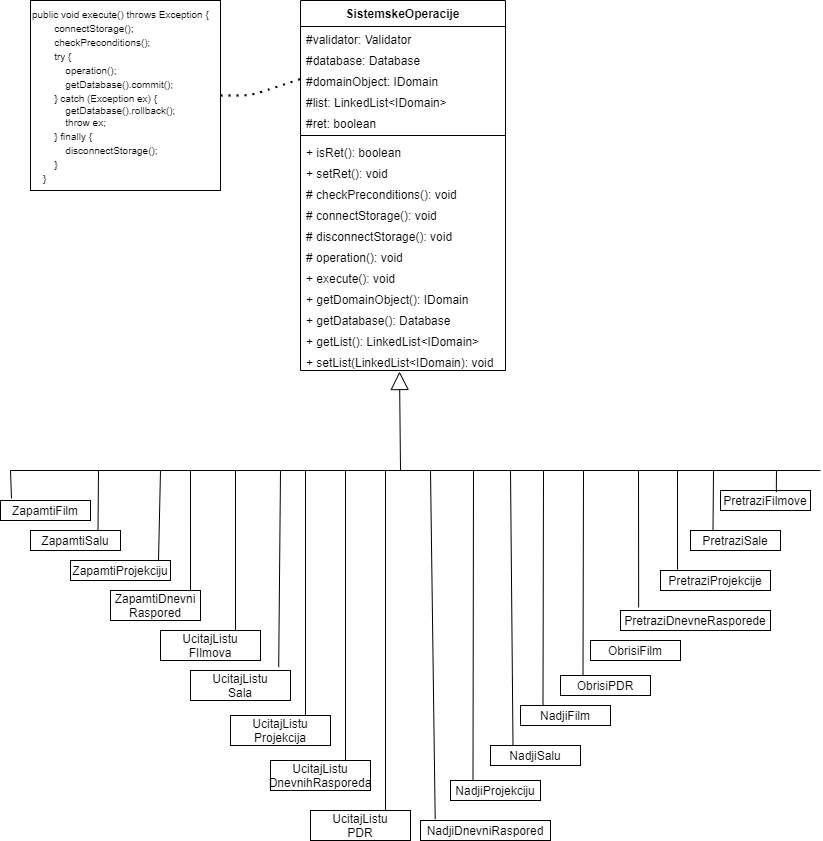 public void execute() throws Exception {
connectStorage();
checkPreconditions();
try {
operation();
getDatabase().commit();
} catch (Exception ex) {
getDatabase().rollback();
throw ex;
} finally {
disconnectStorage();
}
}
SistemskeOperacije
#validator: Validator
#database: Database
#domainObject: IDomain
#list: LinkedList<IDomain>
#ret: boolean
+ isRet(): boolean
+ setRet(): void
# checkPreconditions(): void
# connectStorage(): void
# disconnectStorage(): void
# operation(): void
+ execute(): void
+ getDomainObject(): IDomain
+ getDatabase(): Database
+ getList(): LinkedList<IDomain>
+ setList(LinkedList<IDomain): void
ZapamtiFilm
ZapamtiSalu
ZapamtiProjekciju
ZapamtiDnevni
Raspored
UcitajListu
FIlmova
UcitajListu
Sala
UcitajListu
Projekcija
UcitajListu
DnevnihRasporeda
UcitajListu
PDR
NadjiDnevniRaspored
NadjiProjekciju
NadjiSalu
NadjiFilm
ObrisiPDR
ObrisiFilm
PretraziDnevneRasporede
PretraziProjekcije
PretraziSale
PretraziFilmove